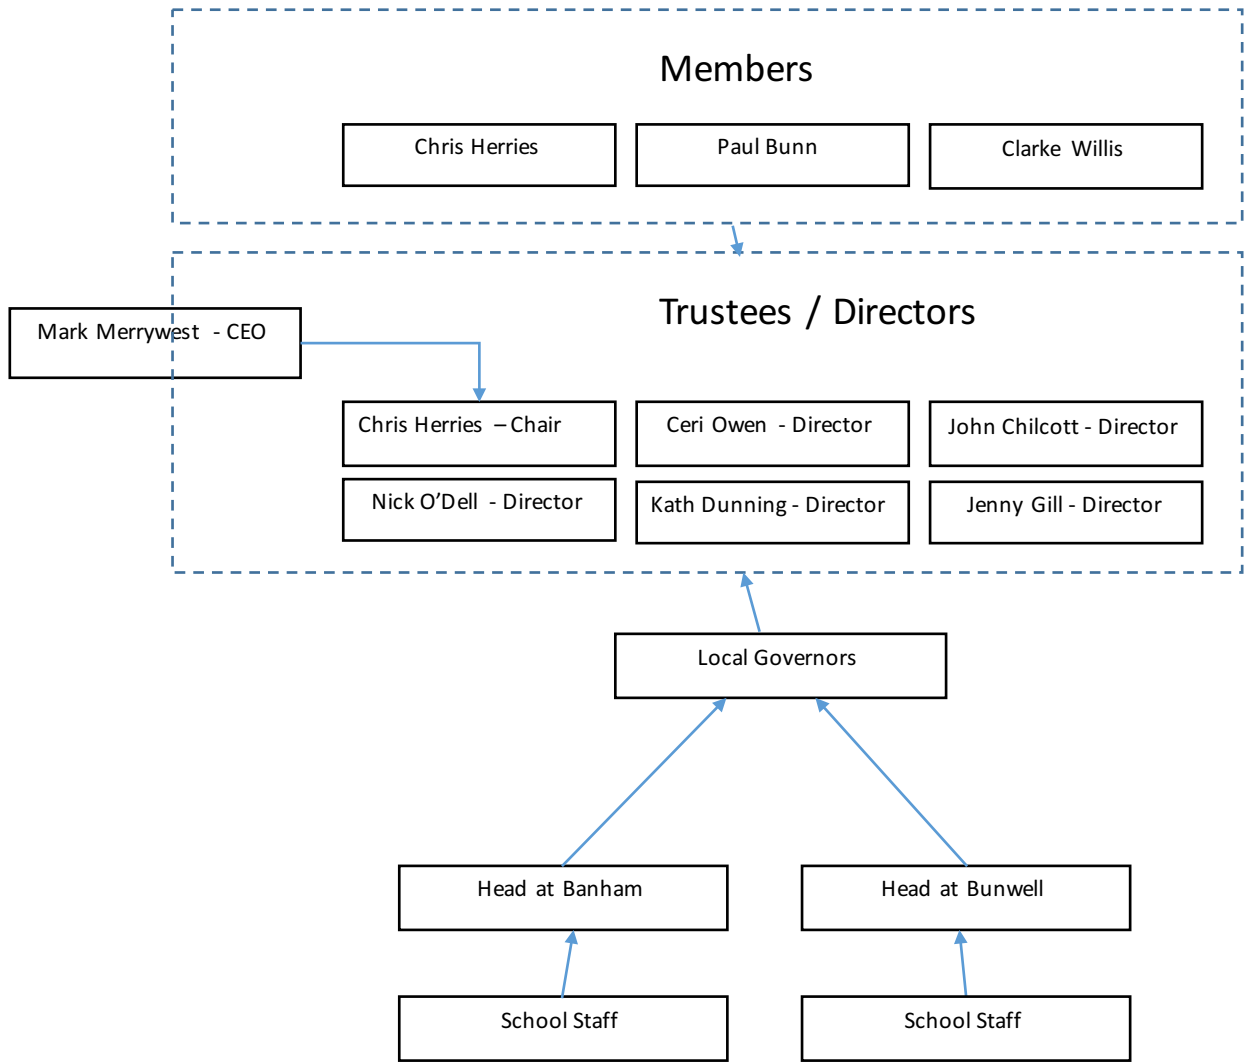 Members
Chris Herries
Paul Bunn
Clarke Willis
Trustees / Directors
Mark Merrywest - CEO
Chris Herries – Chair
Ceri Owen - Director
John Chilcott - Director
Nick O’Dell - Director
Kath Dunning - Director
Jenny Gill - Director
Local Governors
Head at Banham
Head at Bunwell
School Staff
School Staff